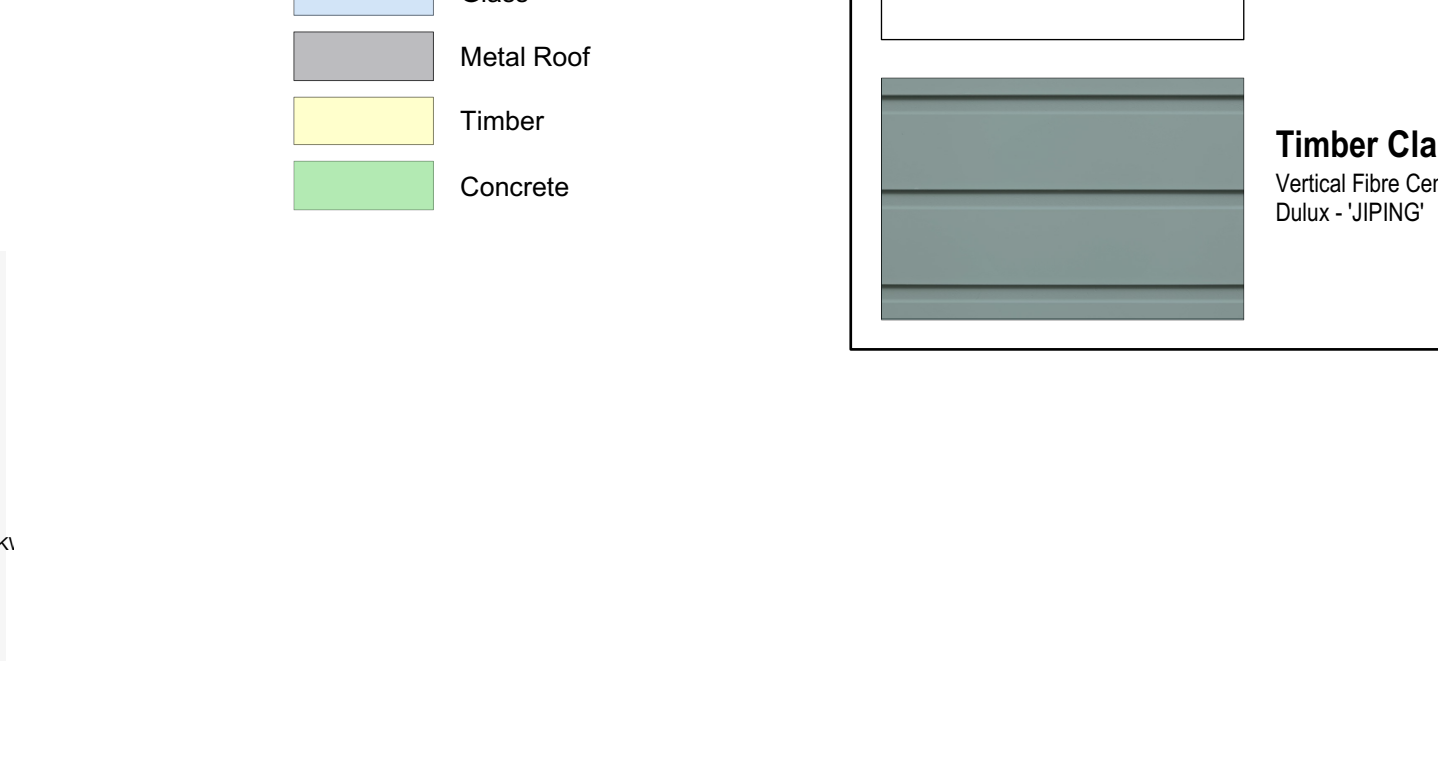 Metal Roof
Timber
Concrete
Timber Cla
Vertical Fibre Cer
Dulux - 'JIPING'
K\